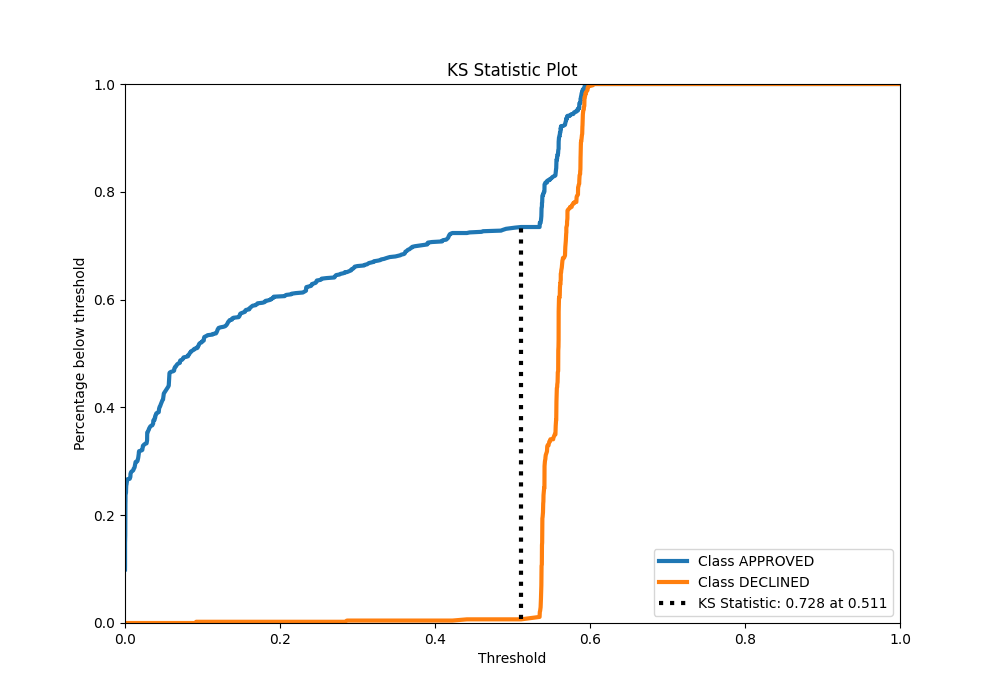 KS Statistic Plot
1.0
0.8
0.6
0.4
0.2
0.0
Percentage below threshold
0.0 0.2 0.4 0.6 0.8 1.0
Threshold
Class APPROVED
Class DECLINED
KS Statistic: 0.728 at 0.511